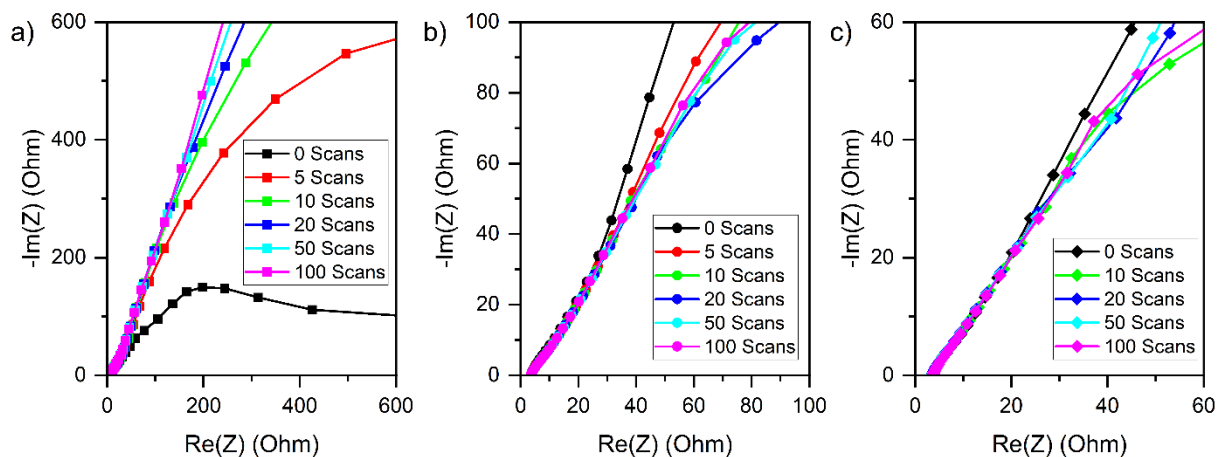 a)
600
400
200
0
-Im(Z) (Ohm)
0 Scans
5 Scans
10 Scans
20 Scans
50 Scans
100 Scans
0 200 400 600
Re(Z) (Ohm)
b)
100
80
60
40
20
0
-Im(Z) (Ohm)
0 Scans
5 Scans
10 Scans
20 Scans
50 Scans
100 Scans
0 20 40 60 80 100
Re(Z) (Ohm)
c)
60
40
20
0
-Im(Z) (Ohm)
0 Scans
10 Scans
20 Scans
50 Scans
100 Scans
0 20 40 60
Re(Z) (Ohm)